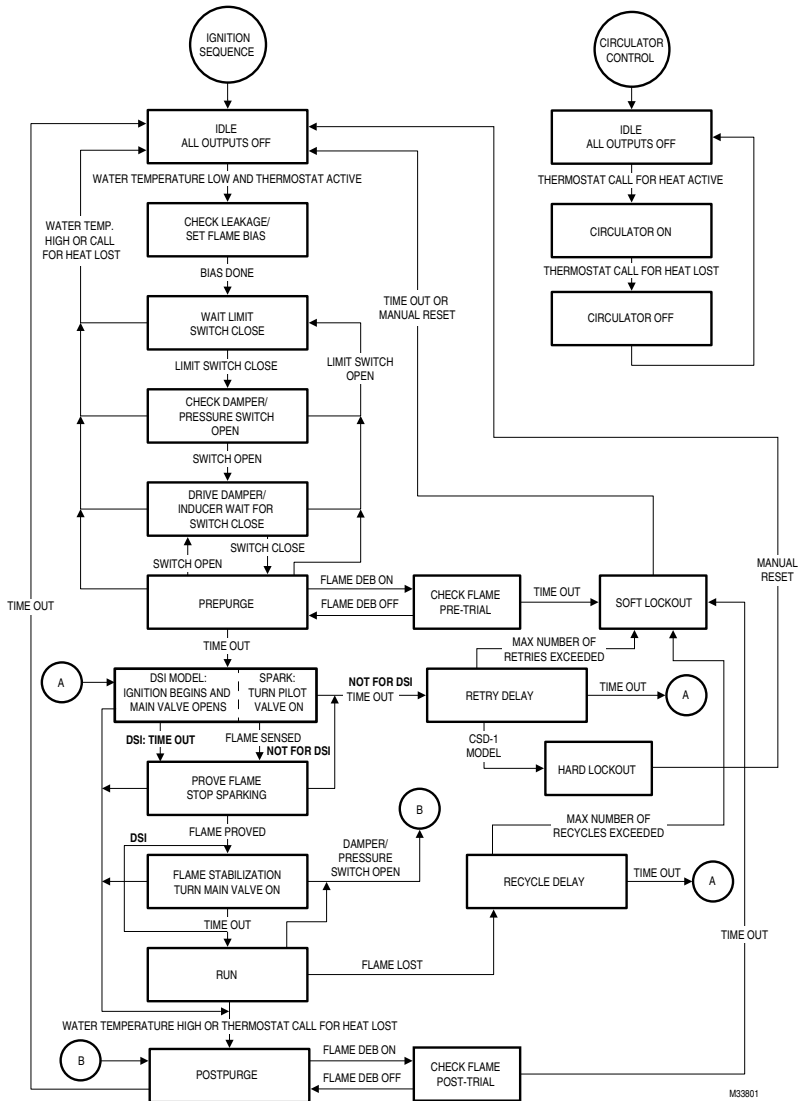 IGNITION
SEQUENCE
CIRCULATOR
CONTROL
IDLE
ALL OUTPUTS OFF
IDLE
ALL OUTPUTS OFF
WATER TEMPERATURE LOW AND THERMOSTAT ACTIVE
THERMOSTAT CALL FOR HEAT ACTIVE
WATER TEMP.
HIGH OR CALL
FOR HEAT LOST
CHECK LEAKAGE/
SET FLAME BIAS
CIRCULATOR ON
BIAS DONE
THERMOSTAT CALL FOR HEAT LOST
WAIT LIMIT
SWITCH CLOSE
TIME OUT OR
MANUAL RESET
CIRCULATOR OFF
LIMIT SWITCH CLOSE
LIMIT SWITCH
OPEN
CHECK DAMPER/
PRESSURE SWITCH
OPEN
SWITCH OPEN
DRIVE DAMPER/
INDUCER WAIT FOR
SWITCH CLOSE
SWITCH OPEN
SWITCH CLOSE
MANUAL
RESET
TIME OUT
PREPURGE
FLAME DEB ON
FLAME DEB OFF
CHECK FLAME
PRE-TRIAL
TIME OUT
SOFT LOCKOUT
TIME OUT
MAX NUMBER OF
RETRIES EXCEEDED
A
DSI MODEL:
IGNITION BEGINS AND
MAIN VALVE OPENS
SPARK:
TURN PILOT
VALVE ON
NOT FOR DSI
TIME OUT
RETRY DELAY
TIME OUT
A
DSI: TIME OUT
FLAME SENSED
NOT FOR DSI
CSD-1
MODEL
HARD LOCKOUT
PROVE FLAME
STOP SPARKING
B
FLAME PROVED
DSI
DAMPER/
PRESSURE
SWITCH OPEN
MAX NUMBER OF
RECYCLES EXCEEDED
FLAME STABILIZATION
TURN MAIN VALVE ON
RECYCLE DELAY
TIME OUT
A
TIME OUT
TIME OUT
RUN
FLAME LOST
WATER TEMPERATURE HIGH OR THERMOSTAT CALL FOR HEAT LOST
B
POSTPURGE
FLAME DEB ON
FLAME DEB OFF
CHECK FLAME
POST-TRIAL
M33801